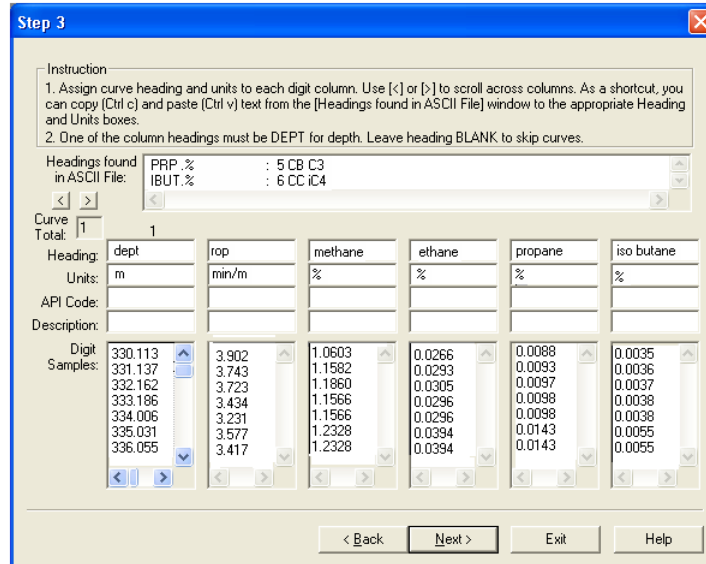 Step 3
Instruction
1. Assign curve heading and units to each digit column. Use [<] or [>] to scroll across columns. As a shortcut, you
can copy (Ctrl c) and paste (Ctrl v) text from the [Headings found in ASCII File] window to the appropriate Heading
and Units boxes.
2. One of the column headings must be DEPT for depth. Leave heading BLANK to skip curves.
Headings found
in ASCII File:
PRP .% : 5 CB C3
IBUT.% : 6 CC iC4
< >
Curve
Total: 1 1
Heading: dept rop methane ethane propane iso butane
Units: m min/m % % % %
API Code:
Description:
Digit
Samples:
330.113 3.902 1.0603 0.0266 0.0088 0.0035
331.137 3.743 1.1582 0.0293 0.0093 0.0036
332.162 3.723 1.1860 0.0305 0.0097 0.0037
333.186 3.434 1.1566 0.0296 0.0098 0.0038
334.006 3.231 1.1566 0.0296 0.0098 0.0038
335.031 3.577 1.2328 0.0394 0.0143 0.0055
336.055 3.417 1.2328 0.0394 0.0143 0.0055
< Back Next > Exit Help